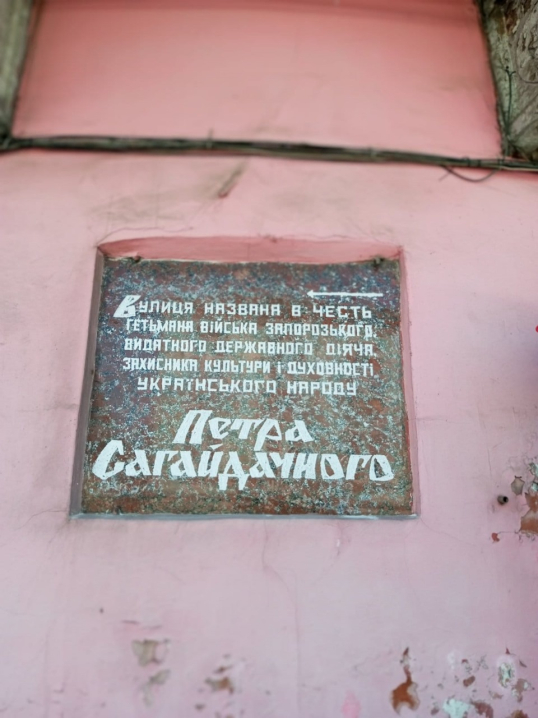 Вулиця названа в честь
гетьмана війська запорозького,
видатного державного діяча,
захисника культури і духовності
українського народу
Петра
Сагайдачного